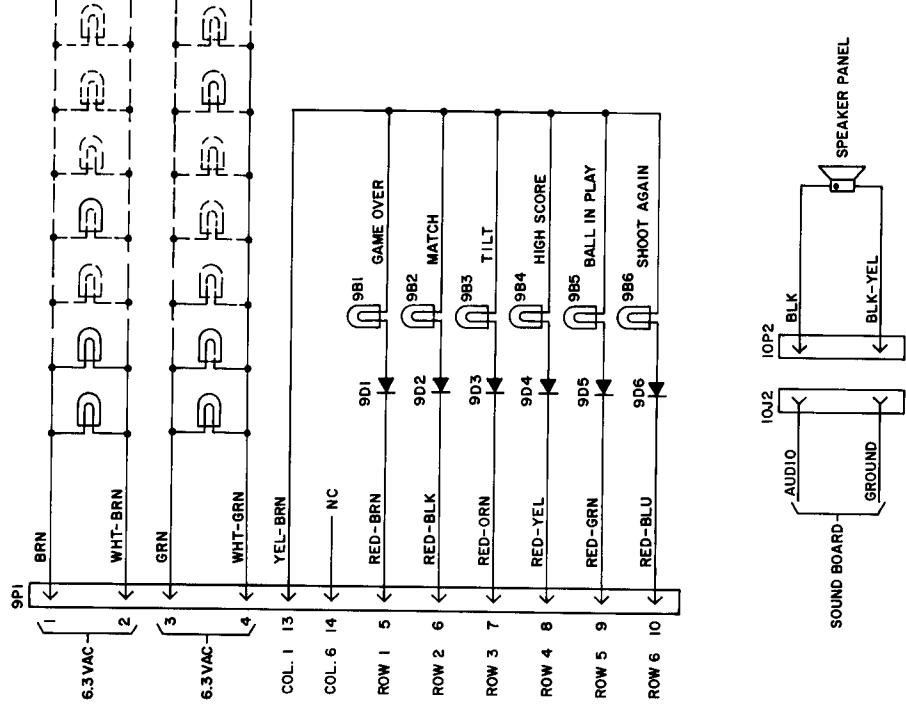 9P1
1
BRN
2
WHT-BRN
6.3VAC
3
GRN
4
WHT-GRN
6.3VAC
COL. 1 13
YEL-BRN
COL. 6 14
NC
ROW 1 5
RED-BRN
9D1
9B1
GAME OVER
ROW 2 6
RED-BLK
9D2
9B2
MATCH
ROW 3 7
RED-ORN
9D3
9B3
TILT
ROW 4 8
RED-YEL
9D4
9B4
HIGH SCORE
ROW 5 9
RED-GRN
9D5
9B5
BALL IN PLAY
ROW 6 10
RED-BLU
9D6
9B6
SHOOT AGAIN
SOUND BOARD
AUDIO
GROUND
10J2
10P2
BLK
BLK-YEL
SPEAKER PANEL